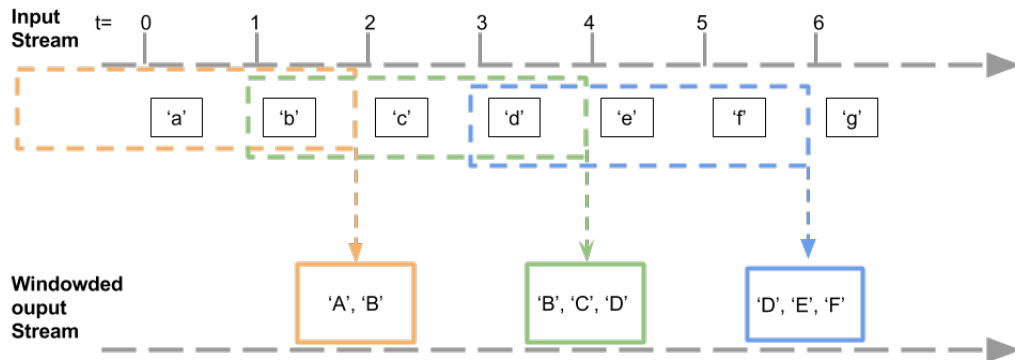 Input
Stream
t= 0 1 2 3 4 5 6
‘a’ ‘b’ ‘c’ ‘d’ ‘e’ ‘f’ ‘g’
Windowded
ouput
Stream
‘A’, ‘B’ ‘B’, ‘C’, ‘D’ ‘D’, ‘E’, ‘F’